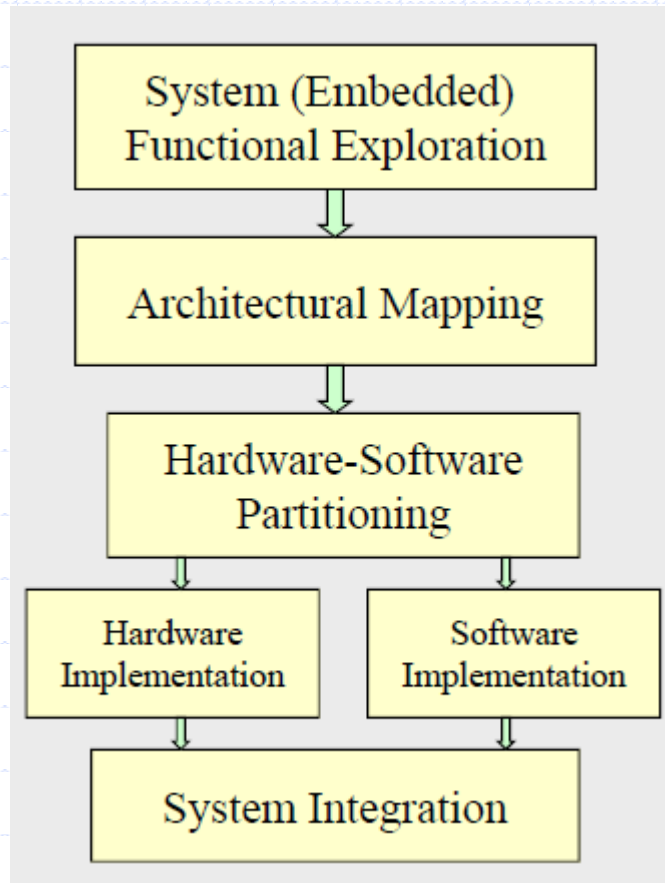 System (Embedded)
Functional Exploration
Architectural Mapping
Hardware-Software
Partitioning
Hardware
Implementation
Software
Implementation
System Integration